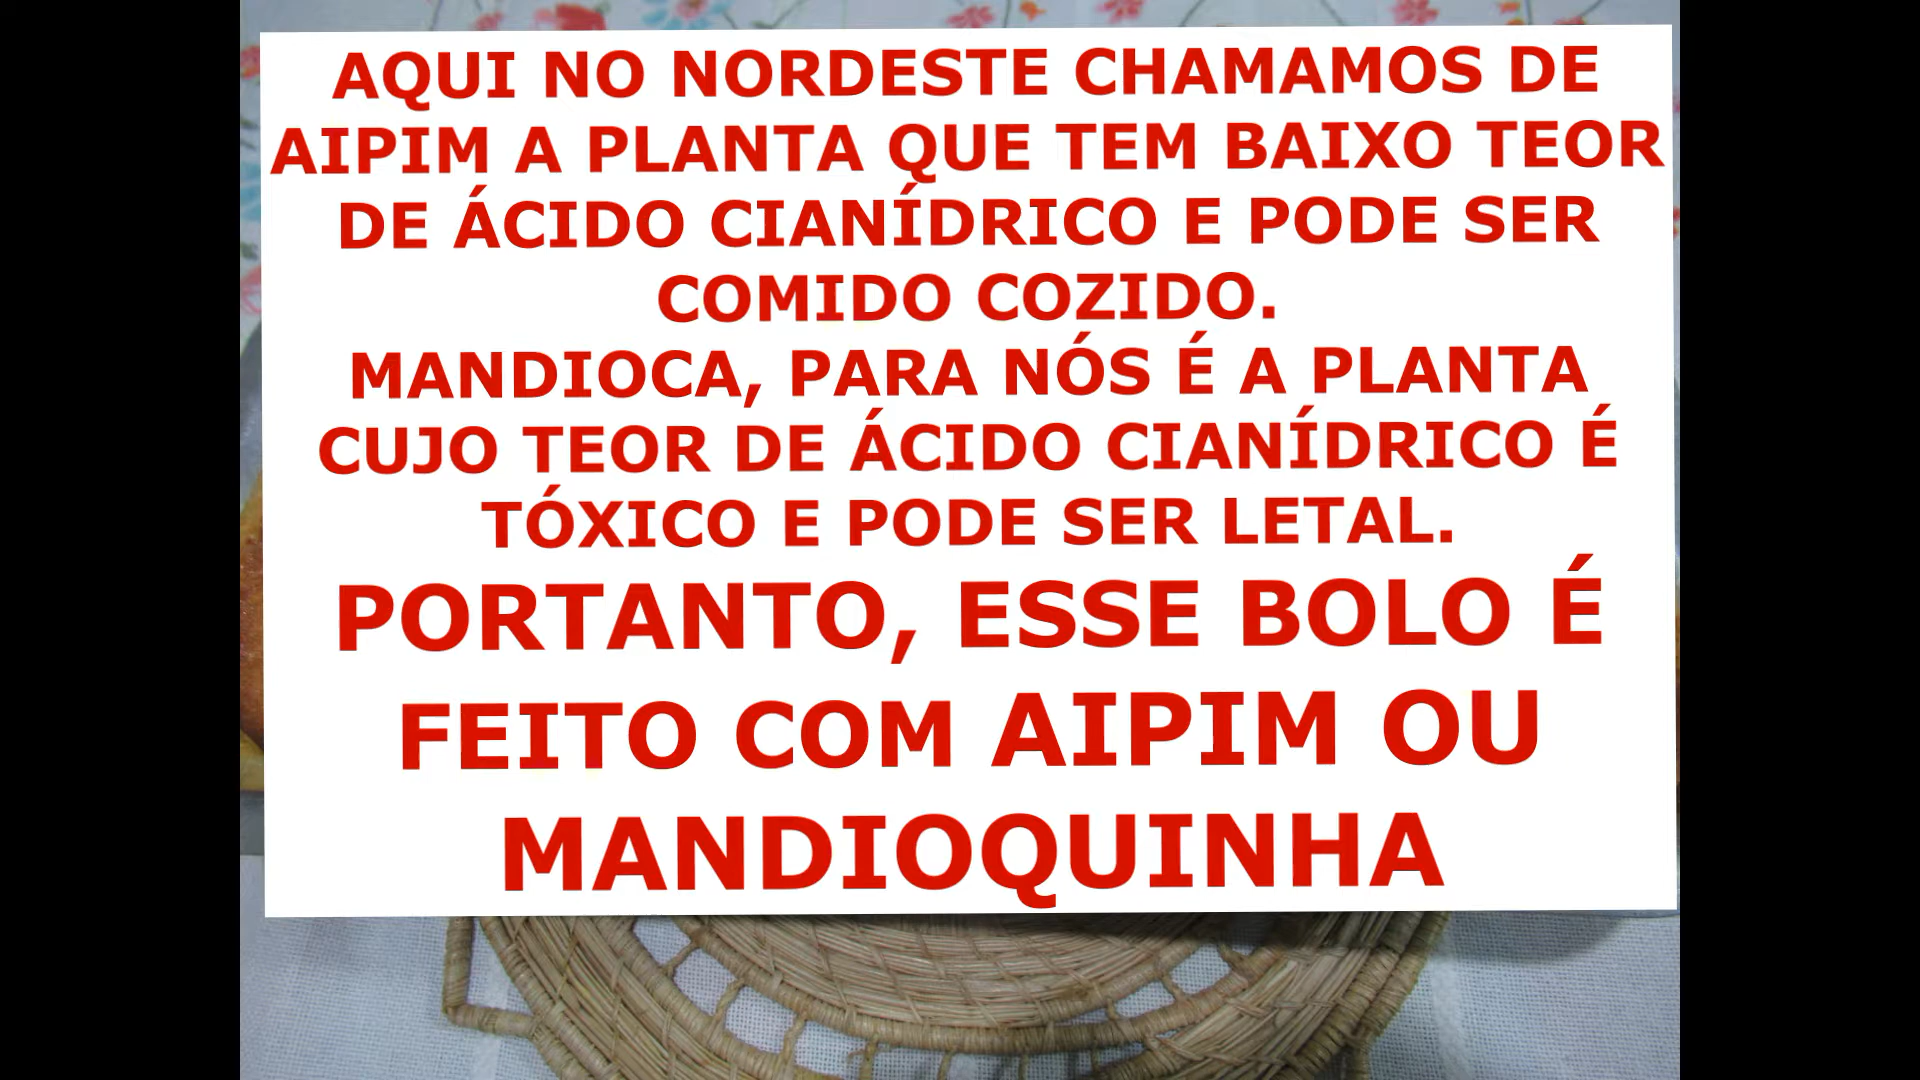 AQUI NO NORDESTE CHAMAMOS DE
AIPIM A PLANTA QUE TEM BAIXO TEOR
DE ÁCIDO CIANÍDRICO E PODE SER
COMIDO COZIDO.
MANDIOCA, PARA NÓS É A PLANTA
CUJO TEOR DE ÁCIDO CIANÍDRICO É
TÓXICO E PODE SER LETAL.
PORTANTO, ESSE BOLO É
FEITO COM AIPIM OU
MANDIOQUINHA